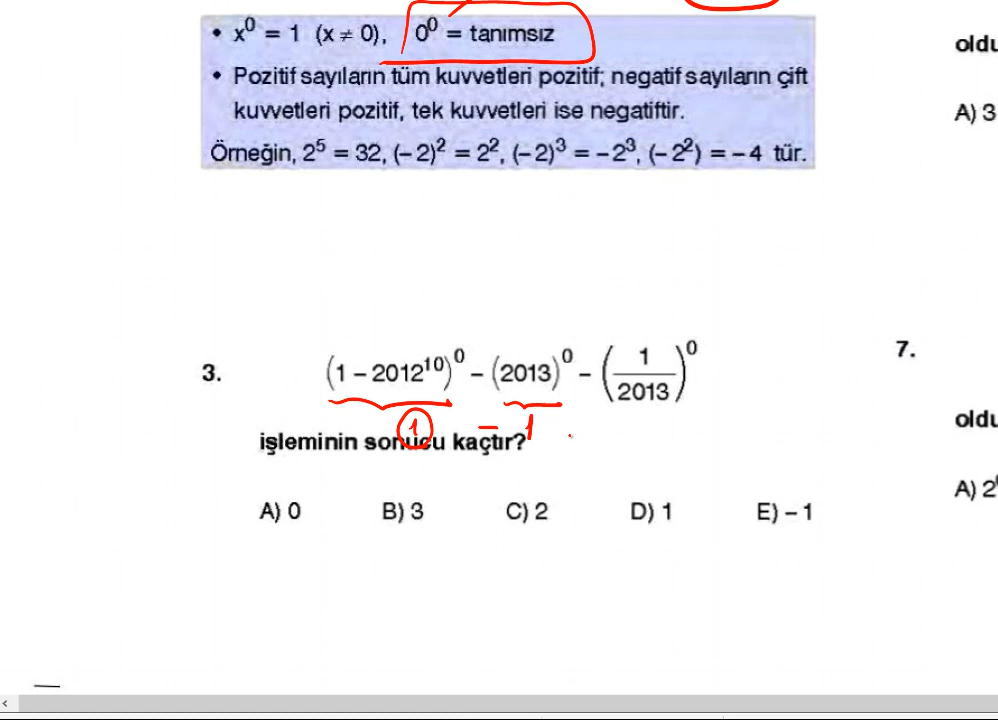 • x⁰ = 1 (x ≠ 0), 0⁰ = tanımsız
• Pozitif sayıların tüm kuvvetleri pozitif; negatif sayıların çift
kuvvetleri pozitif, tek kuvvetleri ise negatiftir.
Örneğin, 2⁵ = 32, (– 2)² = 2², (– 2)³ = – 2³, (– 2²) = – 4 tür.
3. (1 – 2012¹⁰)⁰ – (2013)⁰ – (1/2013)⁰
1 – 1
işleminin sonucu kaçtır?
A) 0 B) 3 C) 2 D) 1 E) – 1
oldu
A) 3
7.
oldu
A) 2